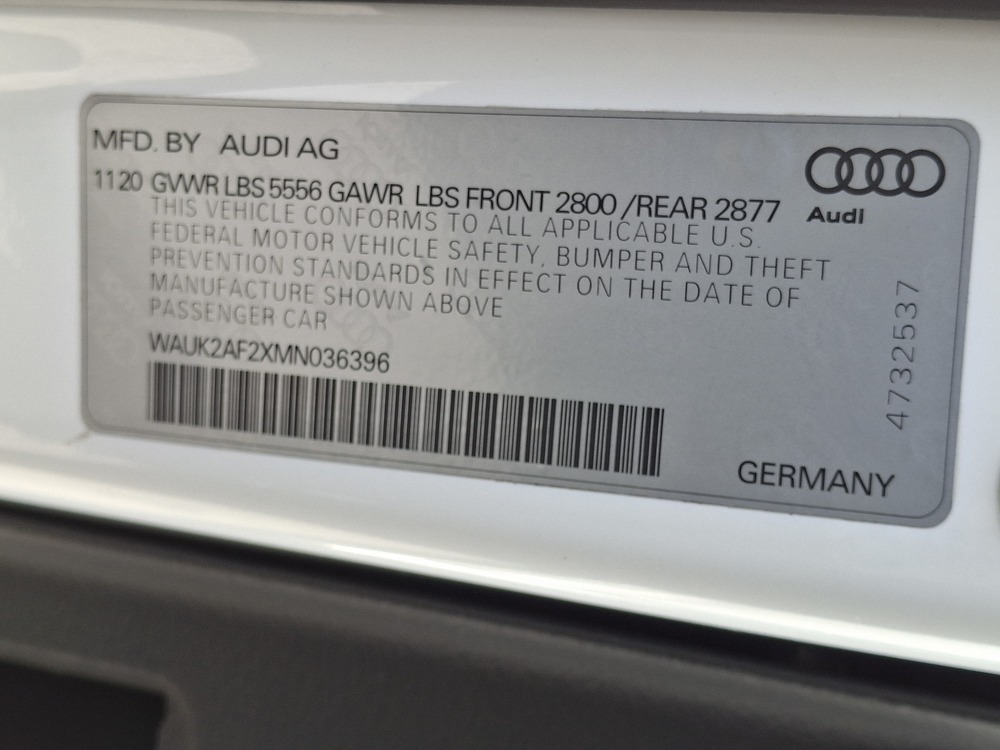 MFD. BY AUDI AG
1120 GVWR LBS 5556 GAWR LBS FRONT 2800 /REAR 2877
THIS VEHICLE CONFORMS TO ALL APPLICABLE U.S.
FEDERAL MOTOR VEHICLE SAFETY, BUMPER AND THEFT
PREVENTION STANDARDS IN EFFECT ON THE DATE OF
MANUFACTURE SHOWN ABOVE
PASSENGER CAR
WAUK2AF2XMN036396
Audi
4732537
GERMANY